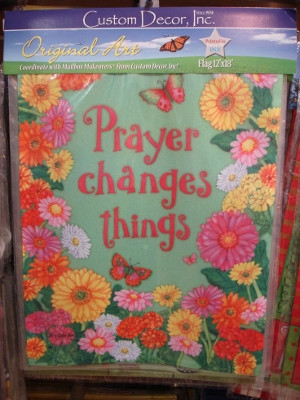 Custom Decor, Inc.
Original Art
Coordinate with Mailbox Makeovers® from Custom Decor, Inc!
Flag 12"x18"
Prayer
changes
things